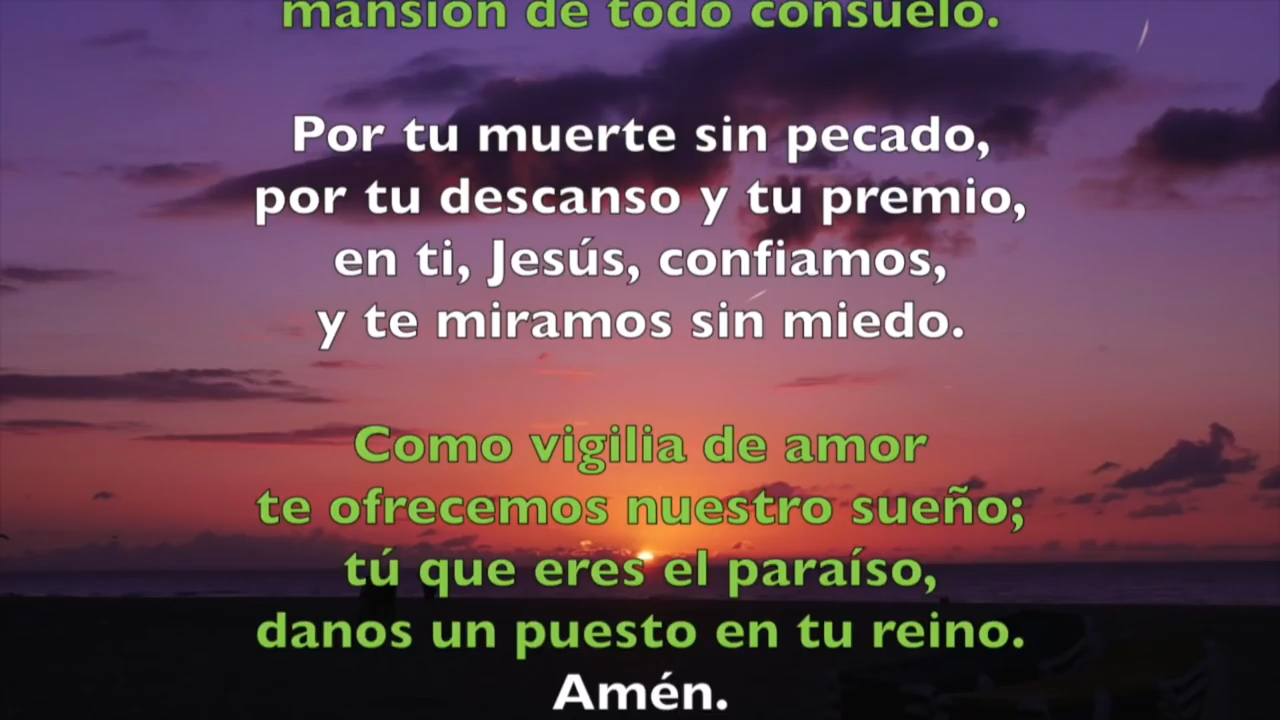 mansión de todo consuelo.
Por tu muerte sin pecado,
por tu descanso y tu premio,
en ti, Jesús, confiamos,
y te miramos sin miedo.
Como vigilia de amor
te ofrecemos nuestro sueño;
tú que eres el paraíso,
danos un puesto en tu reino.
Amén.